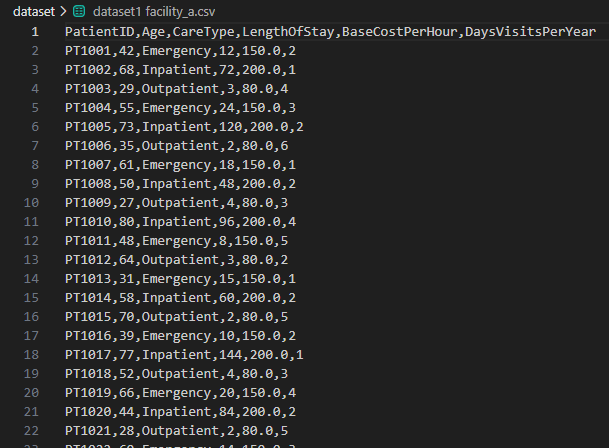 dataset > dataset1 facility_a.csv
1 PatientID,Age,CareType,LengthOfStay,BaseCostPerHour,DaysVisitsPerYear
2 PT1001,42,Emergency,12,150.0,2
3 PT1002,68,Inpatient,72,200.0,1
4 PT1003,29,Outpatient,3,80.0,4
5 PT1004,55,Emergency,24,150.0,3
6 PT1005,73,Inpatient,120,200.0,2
7 PT1006,35,Outpatient,2,80.0,6
8 PT1007,61,Emergency,18,150.0,1
9 PT1008,50,Inpatient,48,200.0,2
10 PT1009,27,Outpatient,4,80.0,3
11 PT1010,80,Inpatient,96,200.0,4
12 PT1011,48,Emergency,8,150.0,5
13 PT1012,64,Outpatient,3,80.0,2
14 PT1013,31,Emergency,15,150.0,1
15 PT1014,58,Inpatient,60,200.0,2
16 PT1015,70,Outpatient,2,80.0,5
17 PT1016,39,Emergency,10,150.0,2
18 PT1017,77,Inpatient,144,200.0,1
19 PT1018,52,Outpatient,4,80.0,3
20 PT1019,66,Emergency,20,150.0,4
21 PT1020,44,Inpatient,84,200.0,2
22 PT1021,28,Outpatient,2,80.0,5